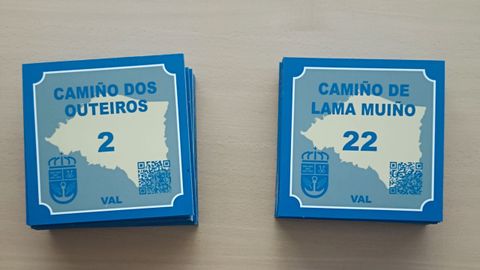 CAMIÑO DOS
OUTEIROS
2
VAL
CAMIÑO DE
LAMA MUIÑO
22
VAL